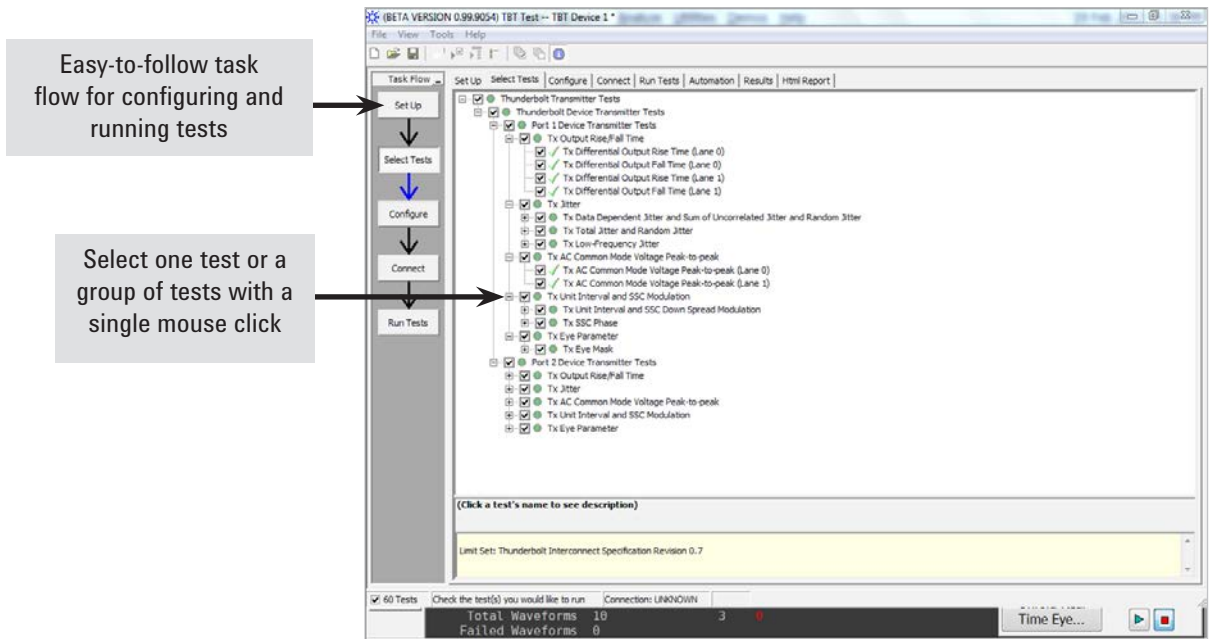 (BETA VERSION 0.99.9054) TBT Test -- TBT Device 1 *
File View Tools Help
Easy-to-follow task
flow for configuring and
running tests
Select one test or a
group of tests with a
single mouse click
Task Flow
Set Up
Select Tests
Configure
Connect
Run Tests
Set Up Select Tests Configure Connect Run Tests Automation Results Html Report
Thunderbolt Transmitter Tests
Thunderbolt Device Transmitter Tests
Port 1 Device Transmitter Tests
Tx Output Rise/Fall Time
Tx Differential Output Rise Time (Lane 0)
Tx Differential Output Fall Time (Lane 0)
Tx Differential Output Rise Time (Lane 1)
Tx Differential Output Fall Time (Lane 1)
Tx Jitter
Tx Data Dependent Jitter and Sum of Uncorrelated Jitter and Random Jitter
Tx Total Jitter and Random Jitter
Tx Low-Frequency Jitter
Tx AC Common Mode Voltage Peak-to-peak
Tx AC Common Mode Voltage Peak-to-peak (Lane 0)
Tx AC Common Mode Voltage Peak-to-peak (Lane 1)
Tx Unit Interval and SSC Modulation
Tx Unit Interval and SSC Down Spread Modulation
Tx SSC Phase
Tx Eye Parameter
Tx Eye Mask
Port 2 Device Transmitter Tests
Tx Output Rise/Fall Time
Tx Jitter
Tx AC Common Mode Voltage Peak-to-peak
Tx Unit Interval and SSC Modulation
Tx Eye Parameter
(Click a test's name to see description)
Limit Set: Thunderbolt Interconnect Specification Revision 0.7
60 Tests Check the test(s) you would like to run Connection: UNKNOWN
Total Waveforms 10 3 0
Failed Waveforms 0
Time Eye...